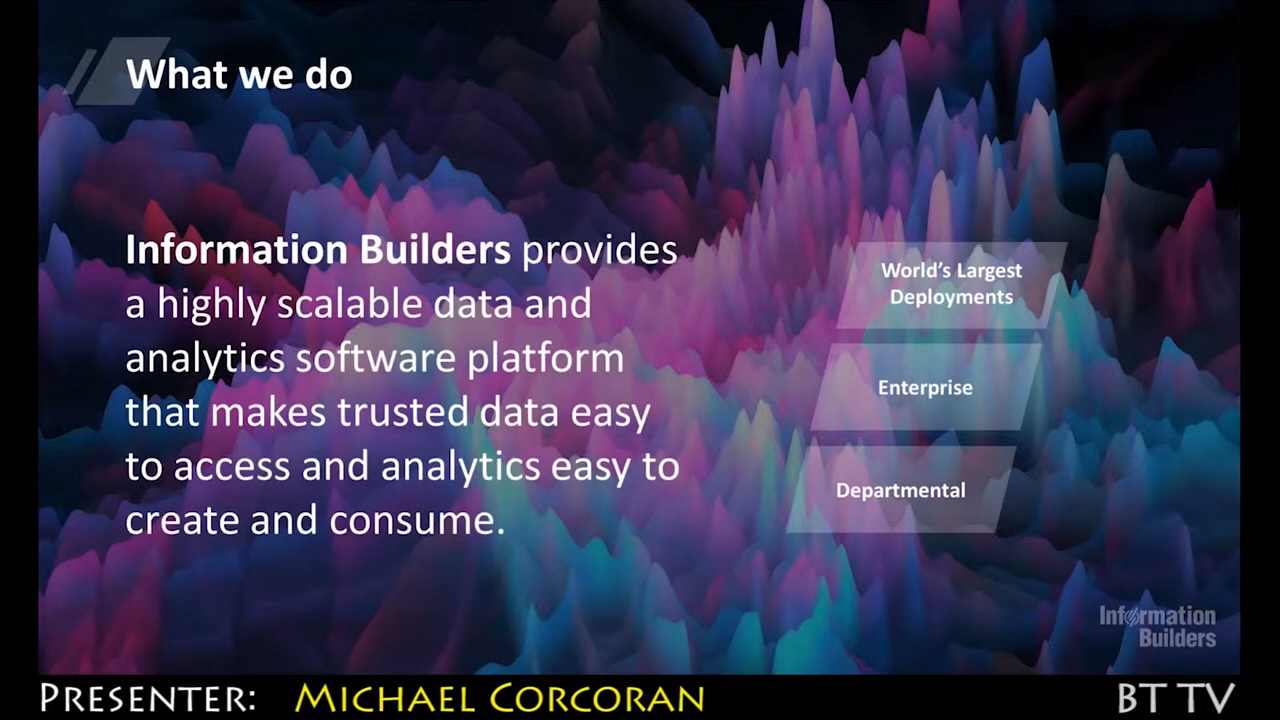 What we do
Information Builders provides
a highly scalable data and
analytics software platform
that makes trusted data easy
to access and analytics easy to
create and consume.
World’s Largest
Deployments
Enterprise
Departmental
Information
Builders
PRESENTER: MICHAEL CORCORAN
BT TV